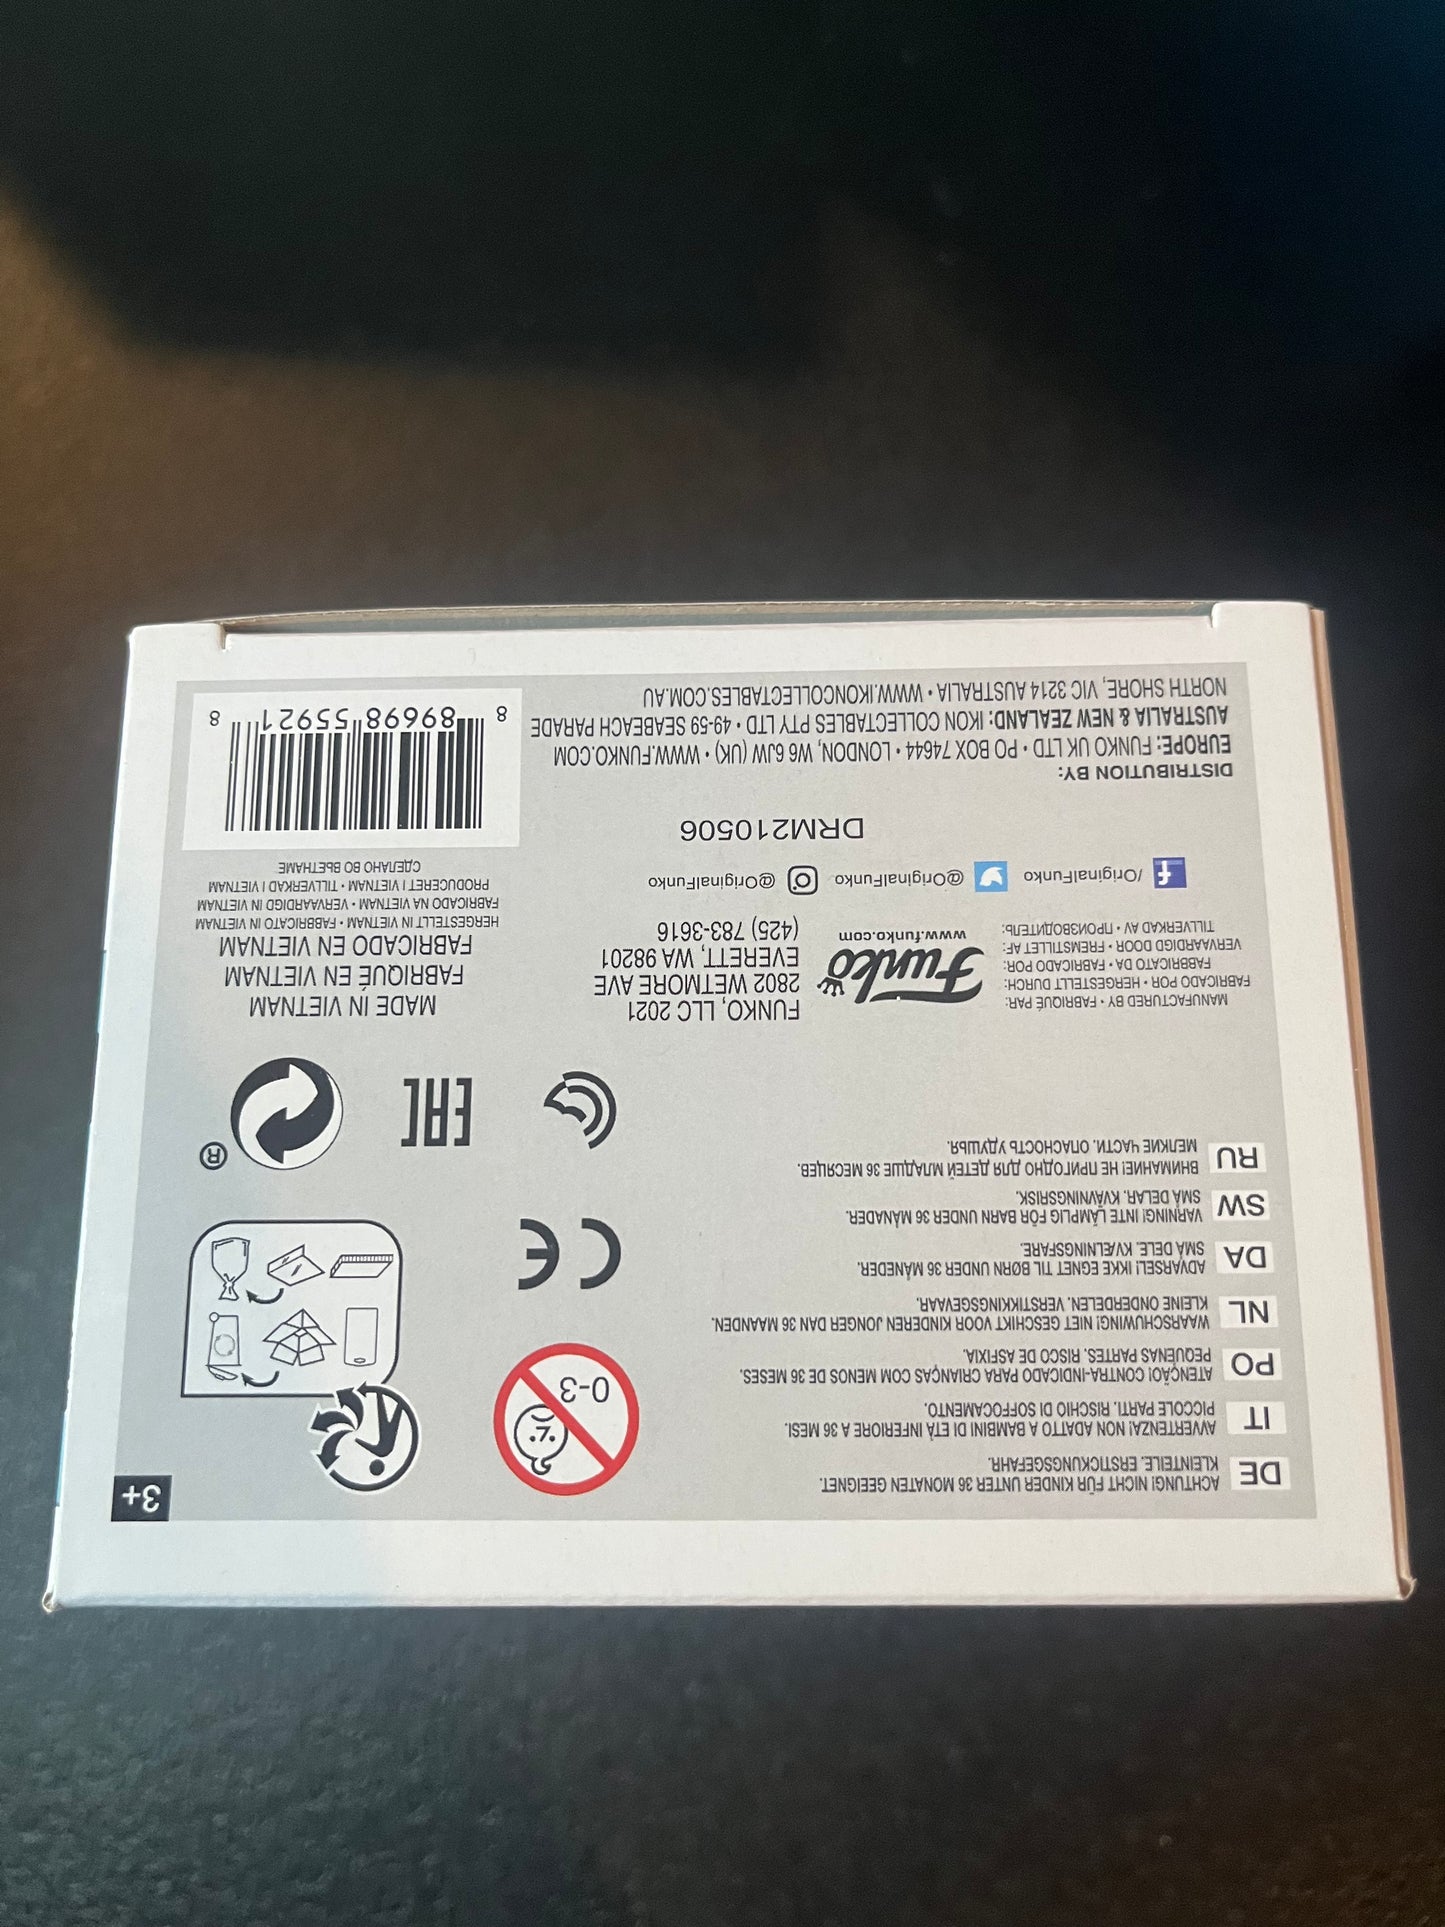 3+
DE
ACHTUNG! NICHT FÜR KINDER UNTER 36 MONATEN GEEIGNET.
KLEINTEILE. ERSTICKUNGSGEFAHR.
IT
AVVERTENZA! NON ADATTO A BAMBINI DI ETÀ INFERIORE A 36 MESI.
PICCOLE PARTI. RISCHIO DI SOFFOCAMENTO.
PO
ATENÇÃO! CONTRA-INDICADO PARA CRIANÇAS COM MENOS DE 36 MESES.
PEQUENAS PARTES. RISCO DE ASFIXIA.
NL
WAARSCHUWING! NIET GESCHIKT VOOR KINDEREN JONGER DAN 36 MAANDEN.
KLEINE ONDERDELEN. VERSTIKKINGSGEVAAR.
DA
ADVARSEL! IKKE EGNET TIL BØRN UNDER 36 MÅNEDER.
SMÅ DELE. KVÆLNINGSFARE.
SW
VARNING! INTE LÄMPLIG FÖR BARN UNDER 36 MÅNADER.
SMÅ DELAR. KVÄVNINGSRISK.
RU
ВНИМАНИЕ! НЕ ПРИГОДНО ДЛЯ ДЕТЕЙ МЛАДШЕ 36 МЕСЯЦЕВ.
МЕЛКИЕ ЧАСТИ. ОПАСНОСТЬ УДУШЬЯ.
0-3
CE
EAC
®
MANUFACTURED BY • FABRIQUÉ PAR:
FABRICADO POR • HERGESTELLT DURCH:
FABBRICATO DA • FABRICADO POR:
VERVAARDIGD DOOR • FREMSTILLET AF:
TILLVERKAD AV • ПРОИЗВОДИТЕЛЬ:
Funko
www.funko.com
FUNKO, LLC 2021
2802 WETMORE AVE
EVERETT, WA 98201
(425) 783-3616
f /OriginalFunko
@OriginalFunko
@OriginalFunko
DRM210506
MADE IN VIETNAM
FABRIQUÉ EN VIETNAM
FABRICADO EN VIETNAM
HERGESTELLT IN VIETNAM • FABBRICATO IN VIETNAM
FABRICADO NA VIETNAM • VERVAARDIGD IN VIETNAM
PRODUCERET I VIETNAM • TILLVERKAD I VIETNAM
СДЕЛАНО ВО ВЬЕТНАМЕ
DISTRIBUTION BY:
EUROPE: FUNKO UK LTD • PO BOX 74644 • LONDON, W6 6JW (UK) • WWW.FUNKO.COM
AUSTRALIA & NEW ZEALAND: IKON COLLECTABLES PTY LTD • 49-59 SEABEACH PARADE
NORTH SHORE, VIC 3214 AUSTRALIA • WWW.IKONCOLLECTABLES.COM.AU
8 89698 55921 8